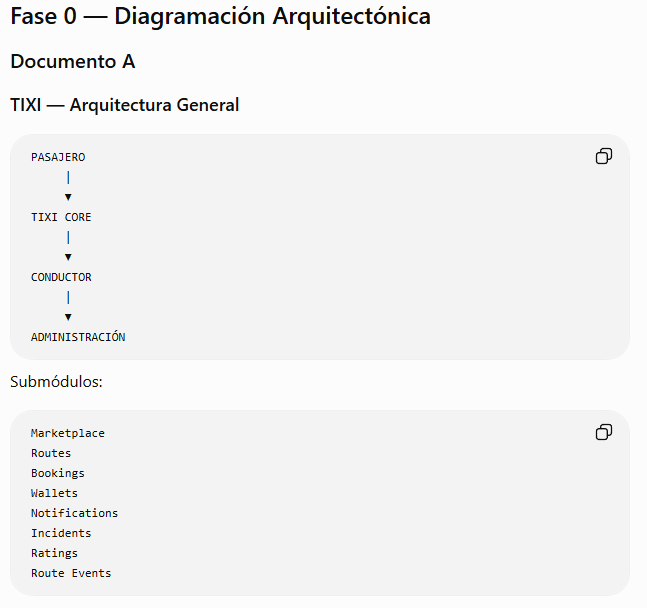 Fase 0 — Diagramación Arquitectónica
Documento A
TIXI — Arquitectura General
PASAJERO
│
▼
TIXI CORE
│
▼
CONDUCTOR
│
▼
ADMINISTRACIÓN
Submódulos:
Marketplace
Routes
Bookings
Wallets
Notifications
Incidents
Ratings
Route Events